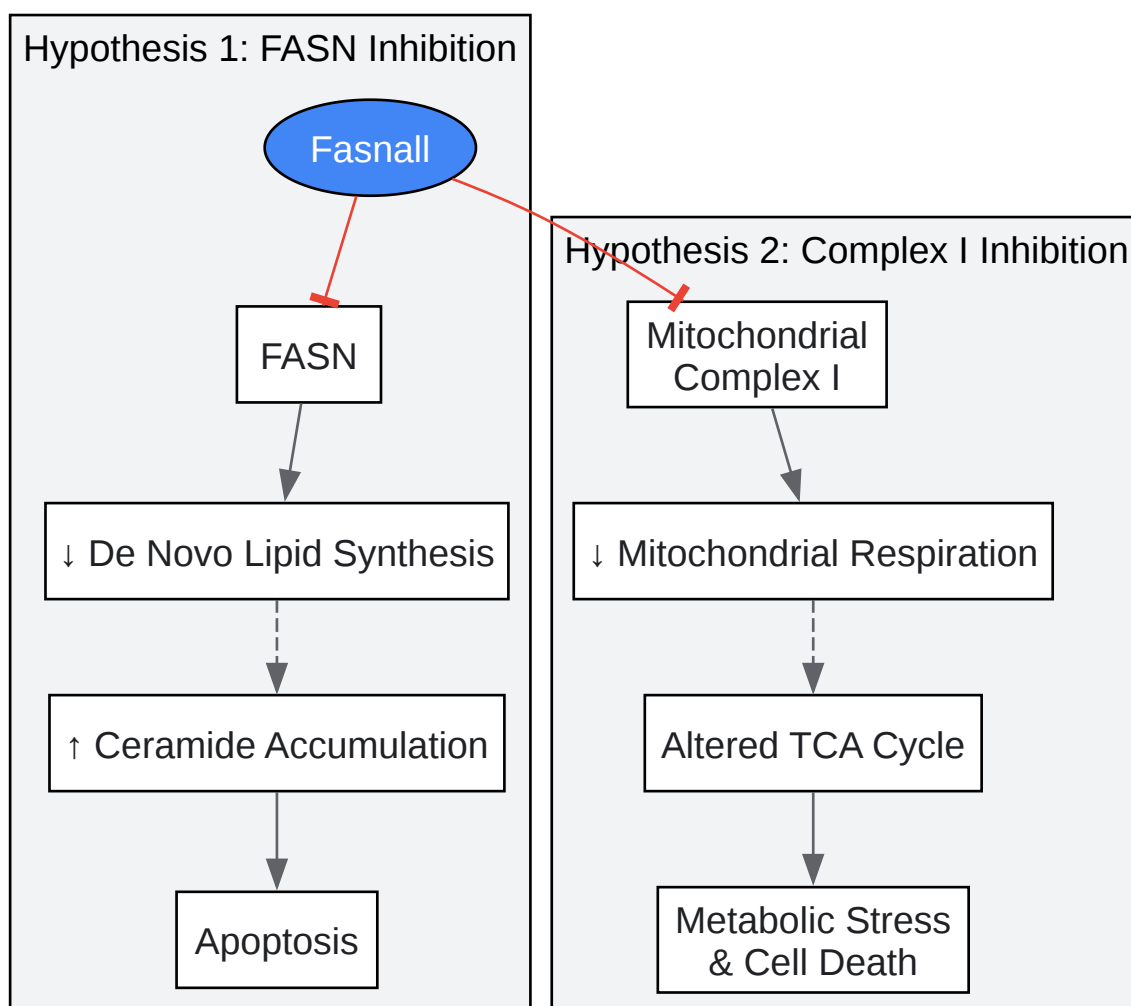 Hypothesis 1: FASN Inhibition
Fasnall
FASN
↓ De Novo Lipid Synthesis
↑ Ceramide Accumulation
Apoptosis
Hypothesis 2: Complex I Inhibition
Mitochondrial
Complex I
↓ Mitochondrial Respiration
Altered TCA Cycle
Metabolic Stress
& Cell Death